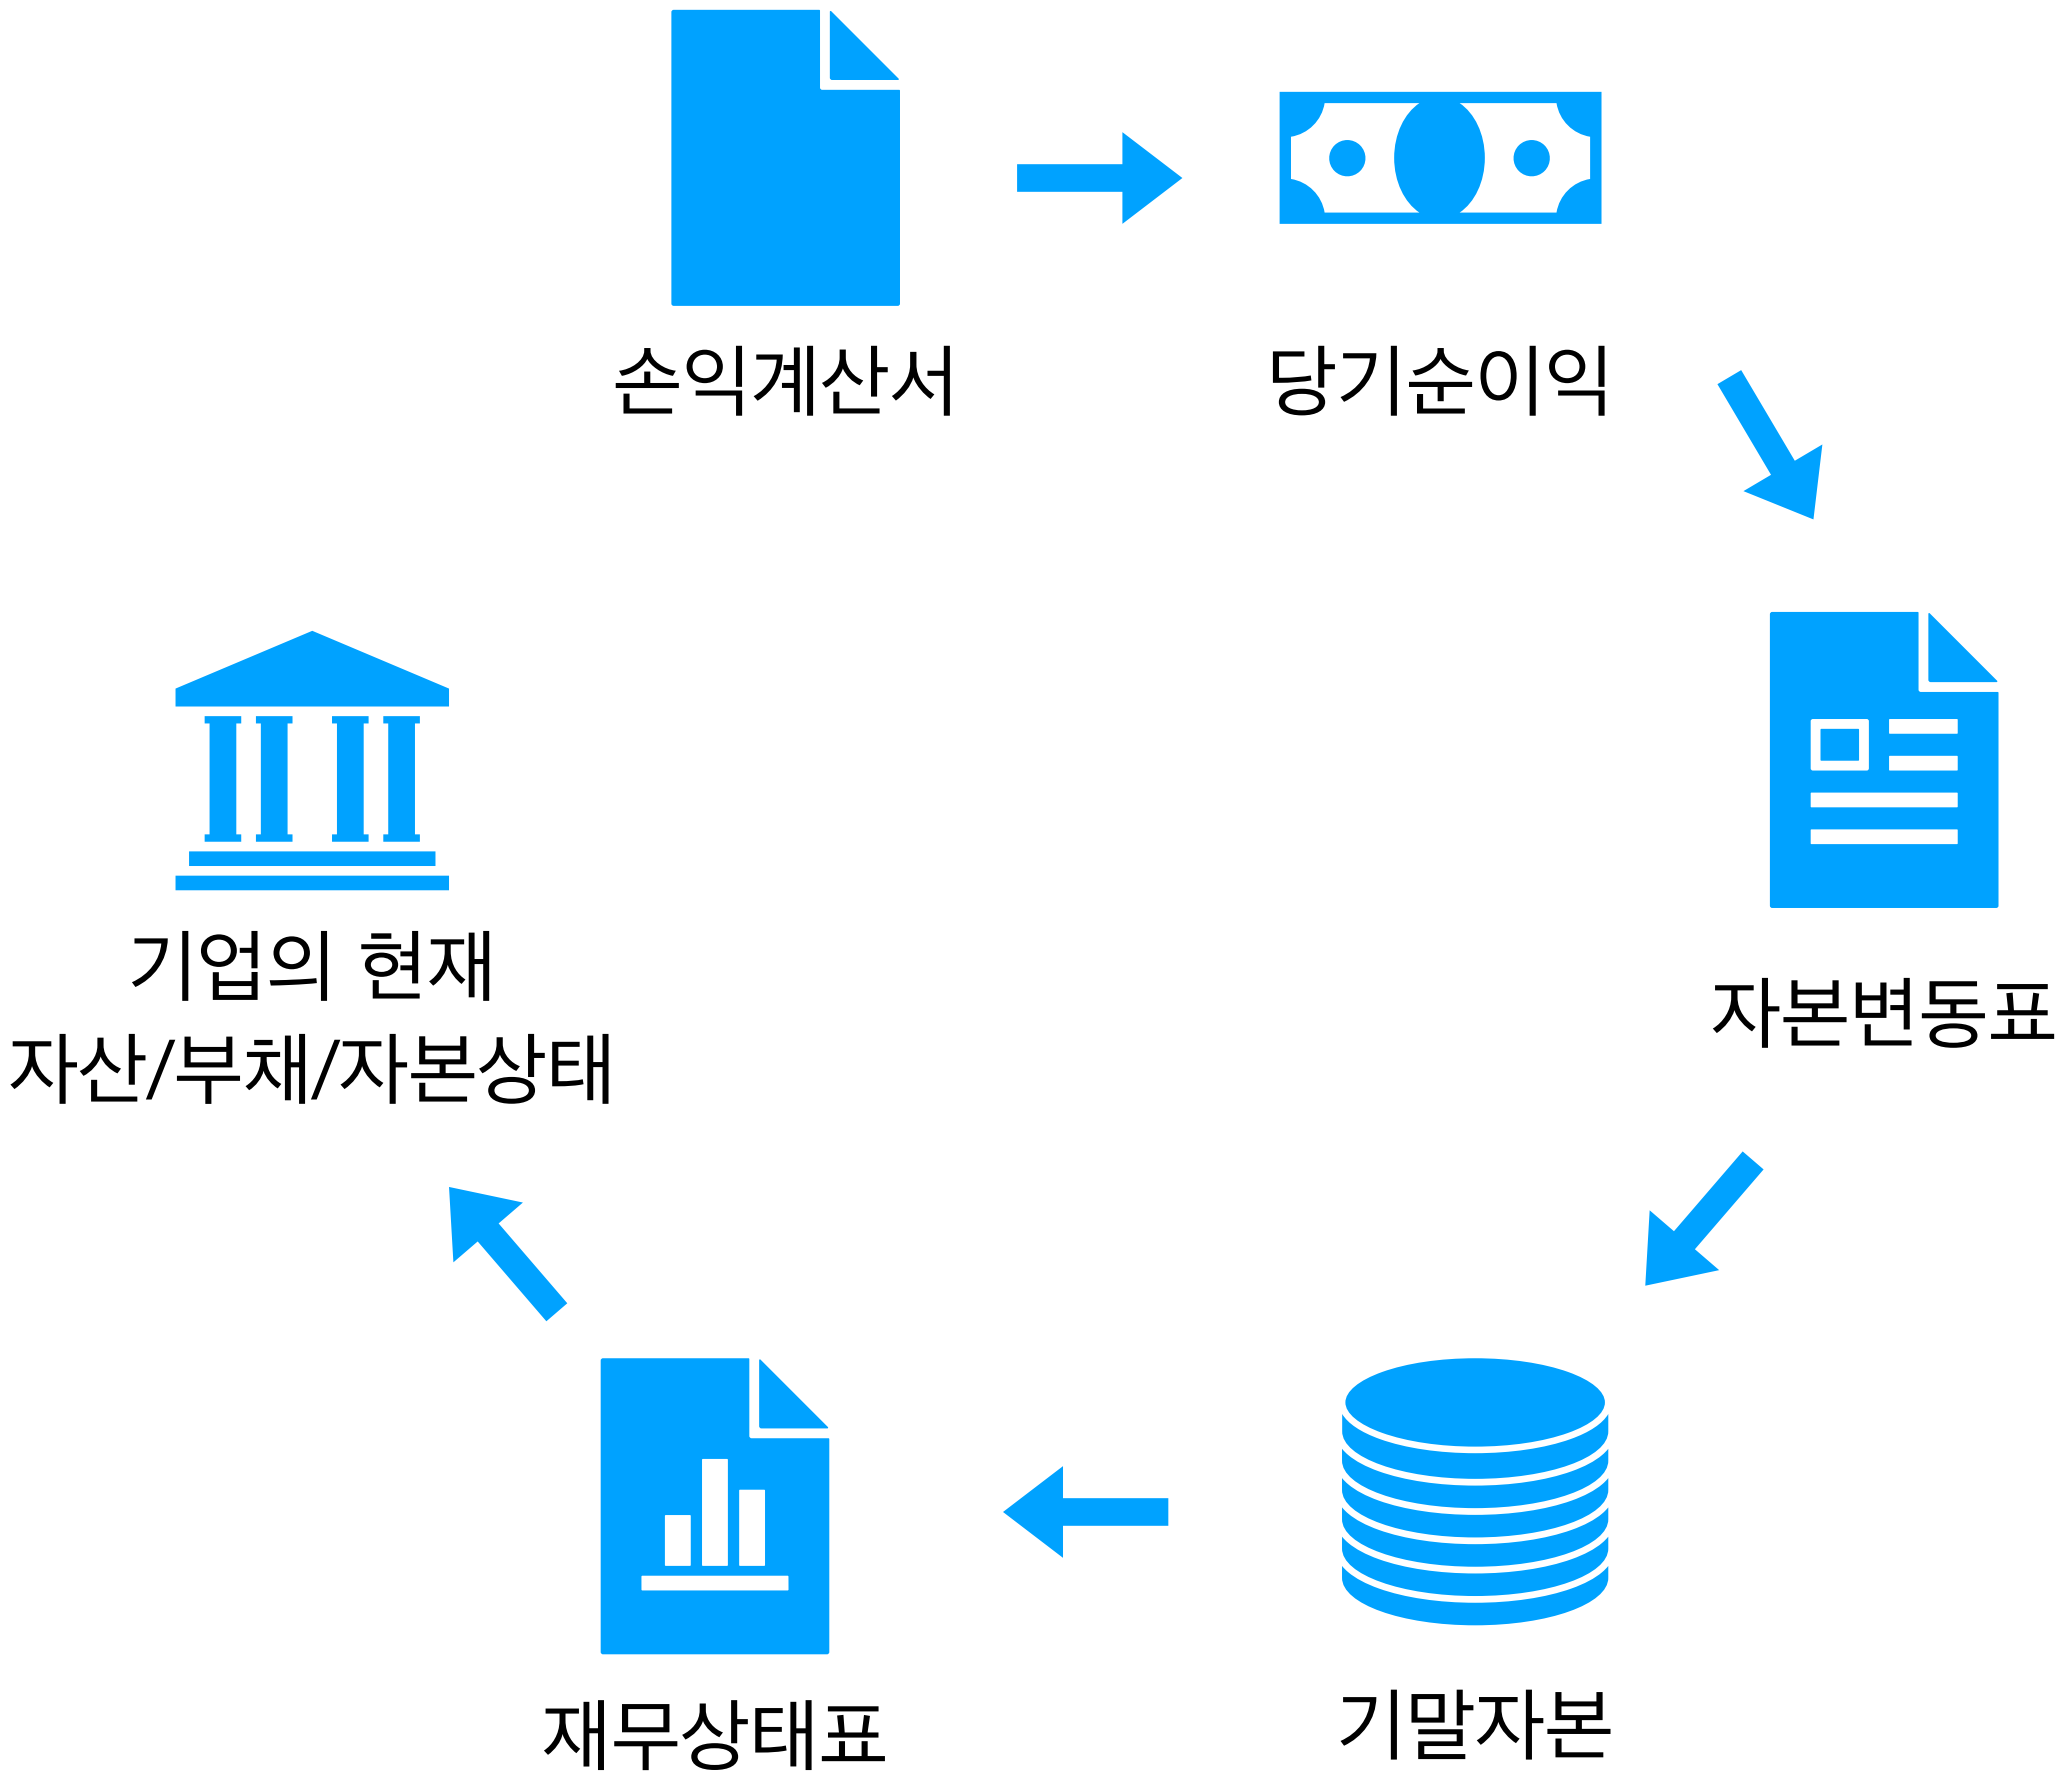 손익계산서
당기순이익
자본변동표
기말자본
재무상태표
기업의 현재
자산/부채/자본상태